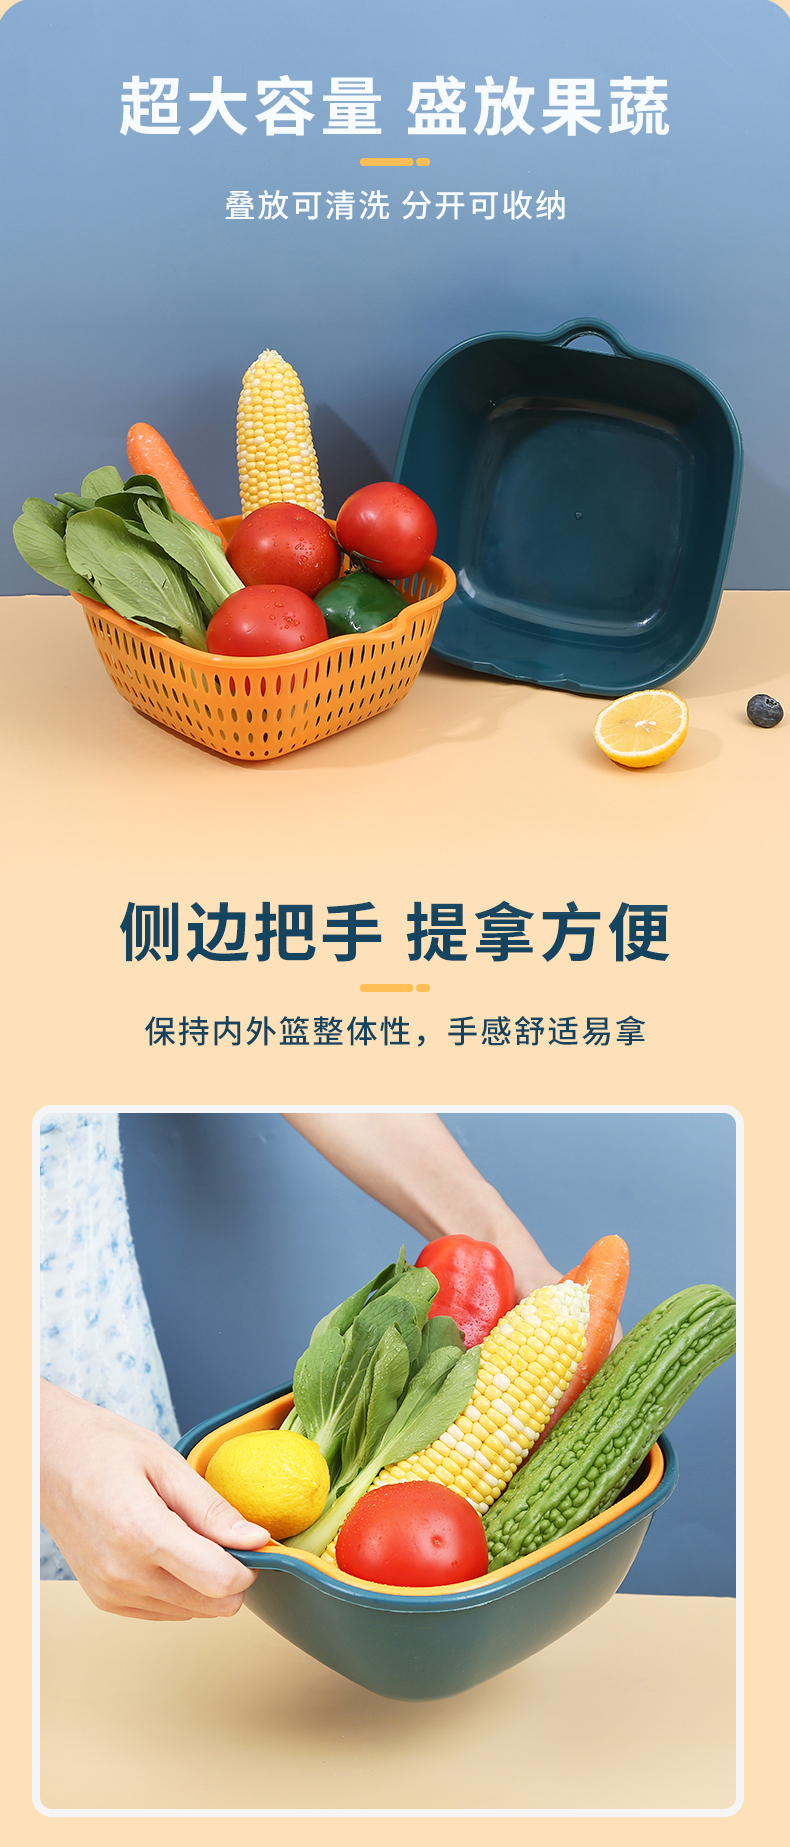 超大容量 盛放果蔬
叠放可清洗 分开可收纳
侧边把手 提拿方便
保持内外篮整体性，手感舒适易拿